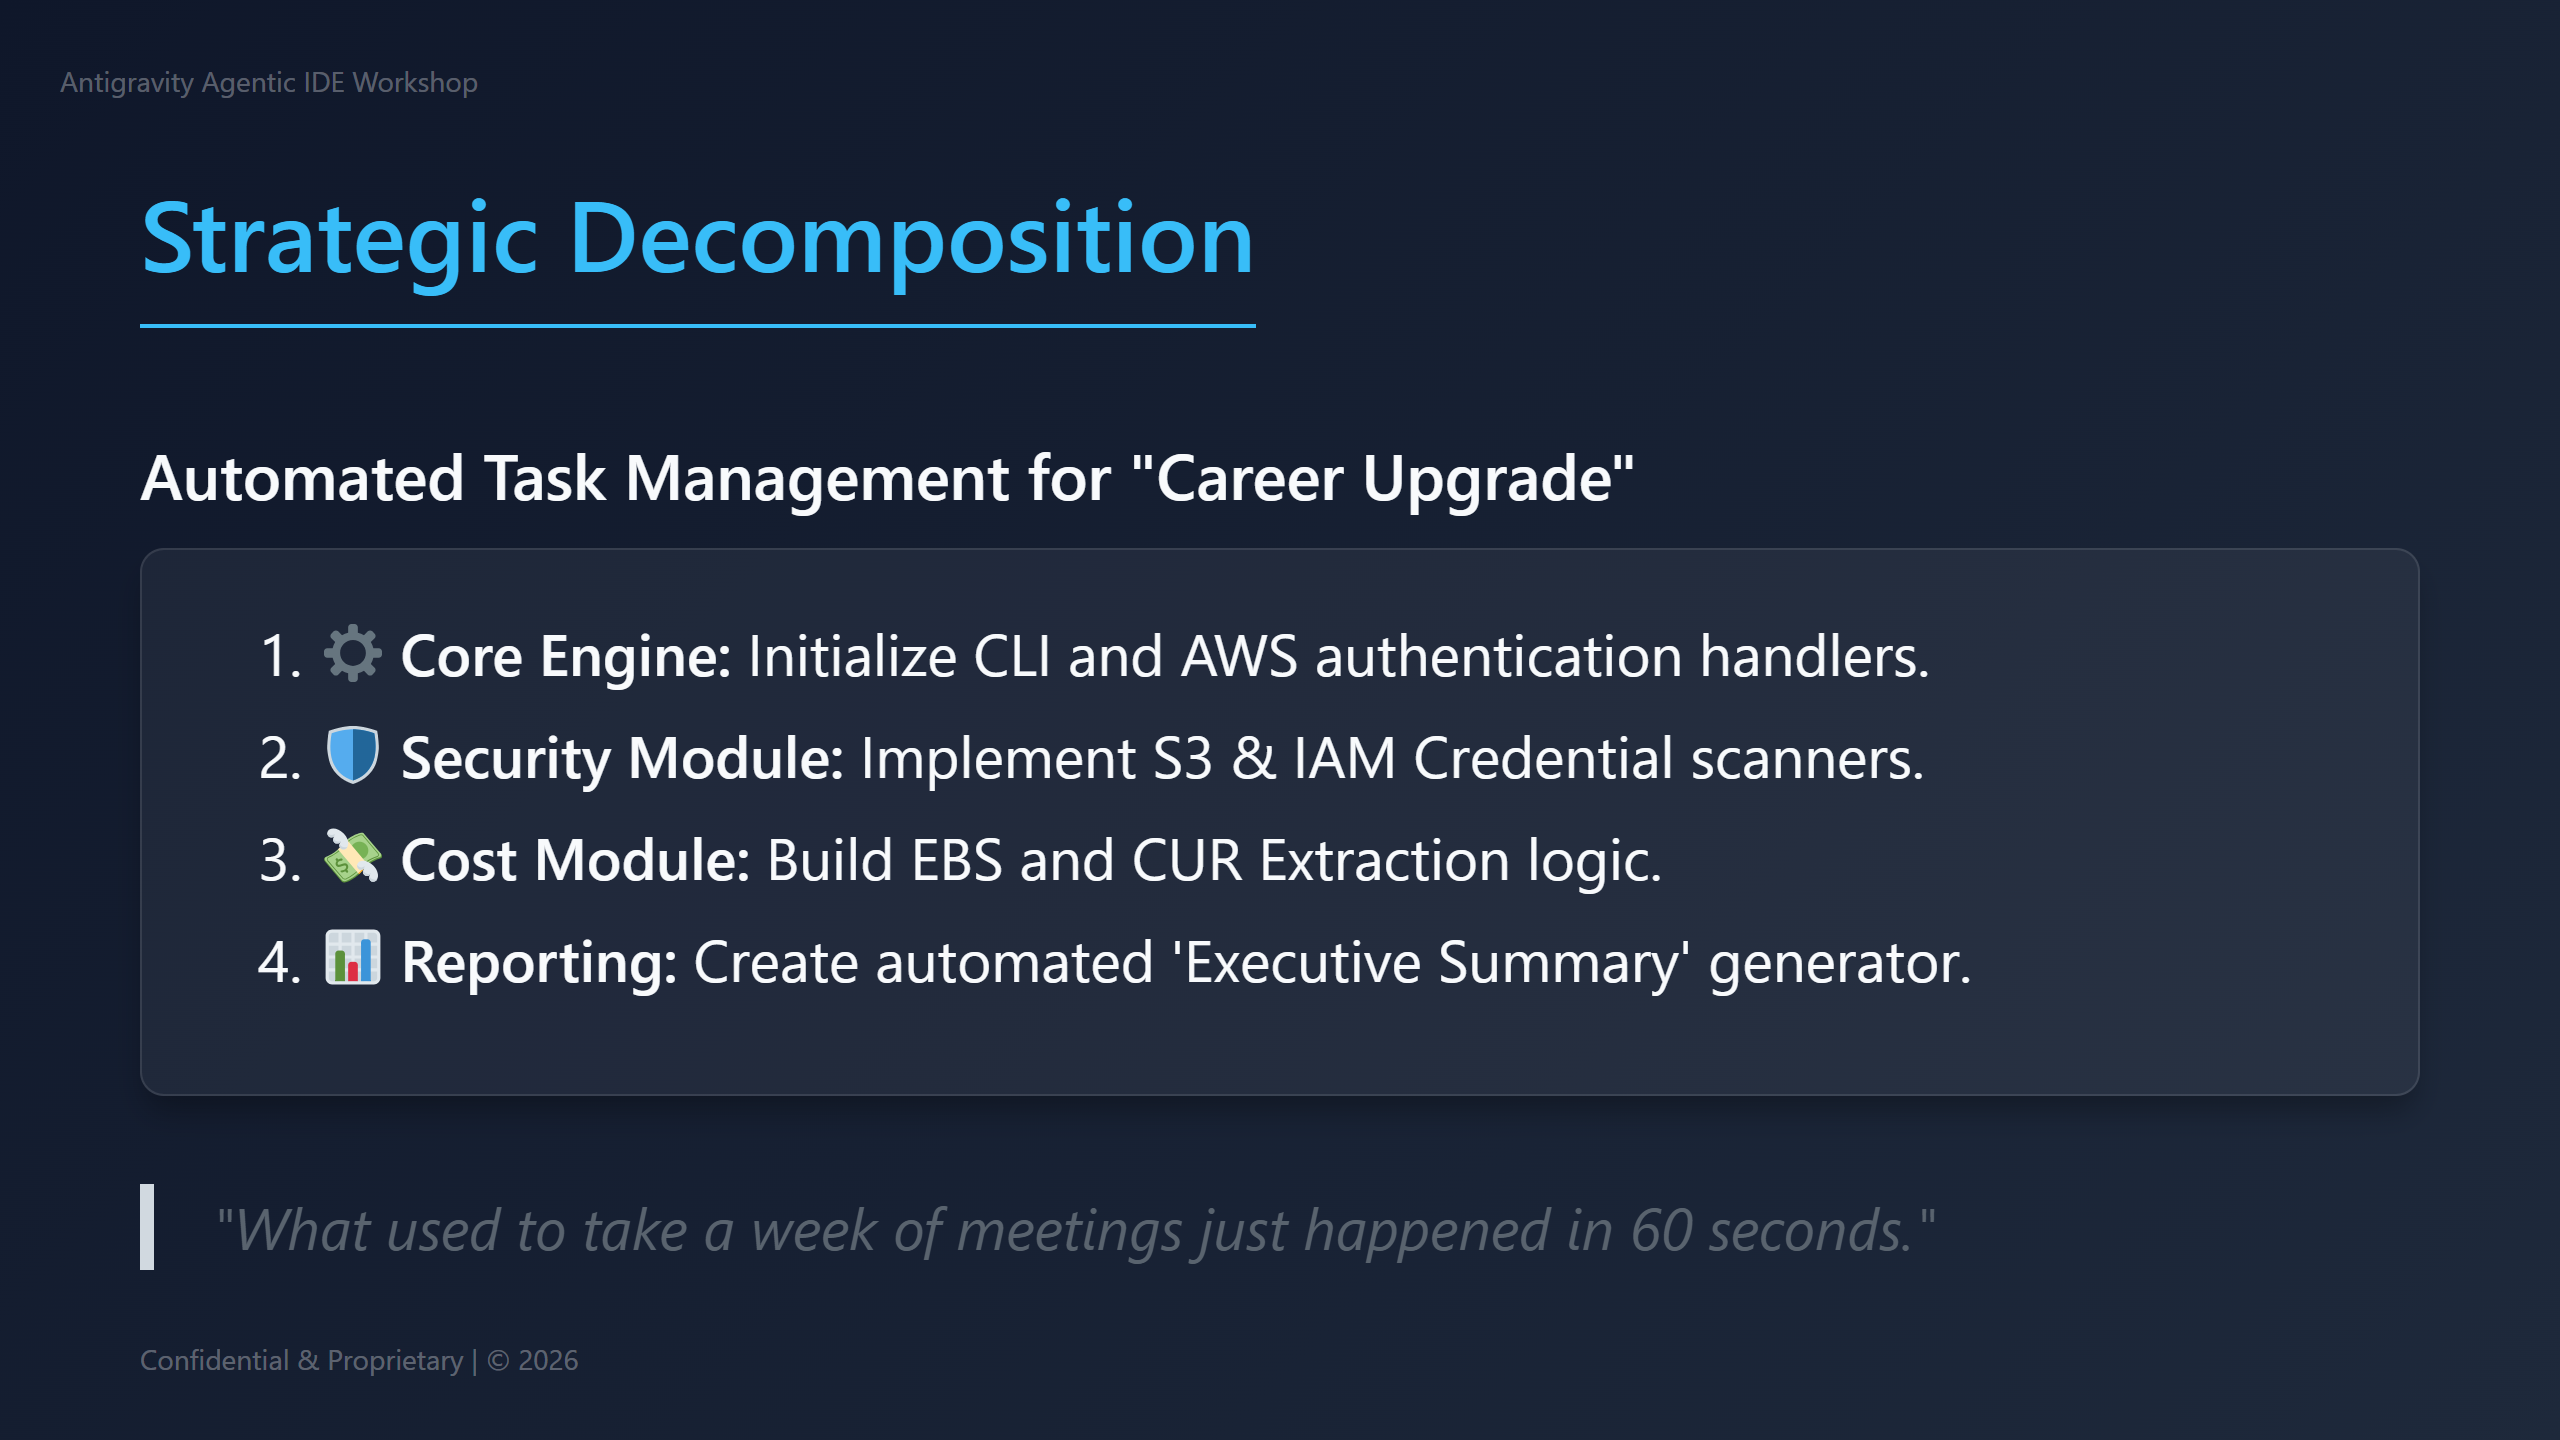 Antigravity Agentic IDE Workshop
Strategic Decomposition
Automated Task Management for "Career Upgrade"
1. ⚙️ Core Engine: Initialize CLI and AWS authentication handlers.
2. 🛡️ Security Module: Implement S3 & IAM Credential scanners.
3. 💸 Cost Module: Build EBS and CUR Extraction logic.
4. 📊 Reporting: Create automated 'Executive Summary' generator.
"What used to take a week of meetings just happened in 60 seconds."
Confidential & Proprietary | © 2026